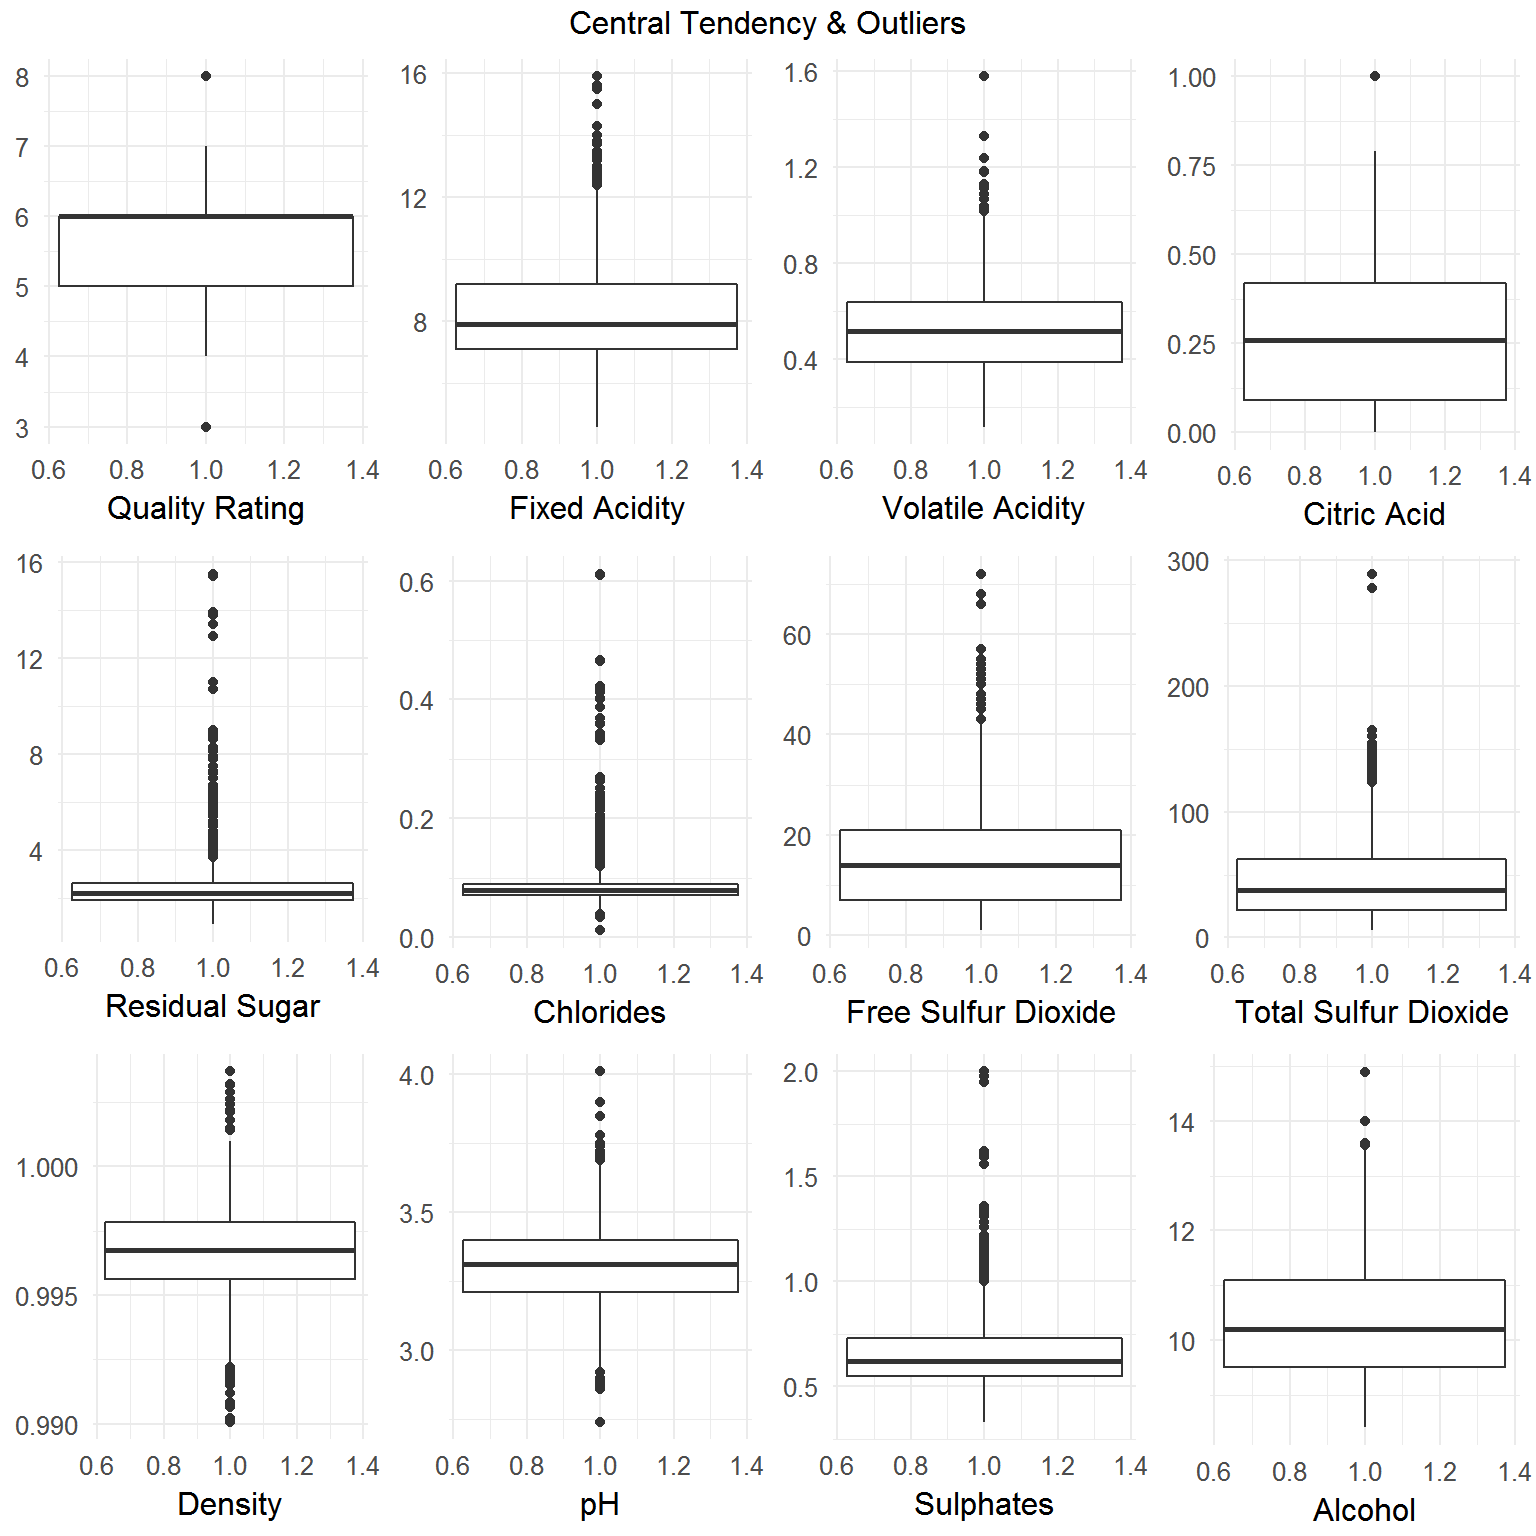 Central Tendency & Outliers
8
7
6
5
4
3
0.6 0.8 1.0 1.2 1.4
Quality Rating
16
12
8
0.6 0.8 1.0 1.2 1.4
Fixed Acidity
1.6
1.2
0.8
0.4
0.6 0.8 1.0 1.2 1.4
Volatile Acidity
1.00
0.75
0.50
0.25
0.00
0.6 0.8 1.0 1.2 1.4
Citric Acid
16
12
8
4
0.6 0.8 1.0 1.2 1.4
Residual Sugar
0.6
0.4
0.2
0.0
0.6 0.8 1.0 1.2 1.4
Chlorides
60
40
20
0
0.6 0.8 1.0 1.2 1.4
Free Sulfur Dioxide
300
200
100
0
0.6 0.8 1.0 1.2 1.4
Total Sulfur Dioxide
1.000
0.995
0.990
0.6 0.8 1.0 1.2 1.4
Density
4.0
3.5
3.0
0.6 0.8 1.0 1.2 1.4
pH
2.0
1.5
1.0
0.5
0.6 0.8 1.0 1.2 1.4
Sulphates
14
12
10
0.6 0.8 1.0 1.2 1.4
Alcohol